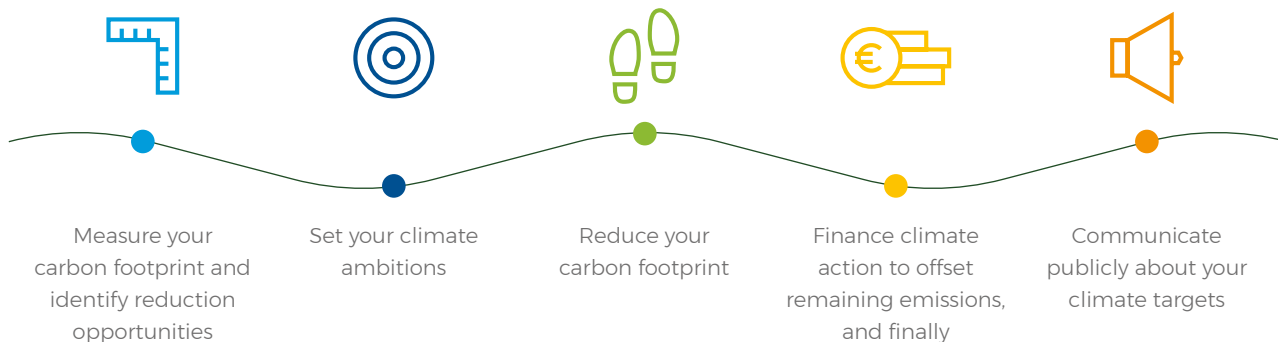 €
Measure your
carbon footprint and
identify reduction
opportunities
Set your climate
ambitions
Reduce your
carbon footprint
Finance climate
action to offset
remaining emissions,
and finally
Communicate
publicly about your
climate targets